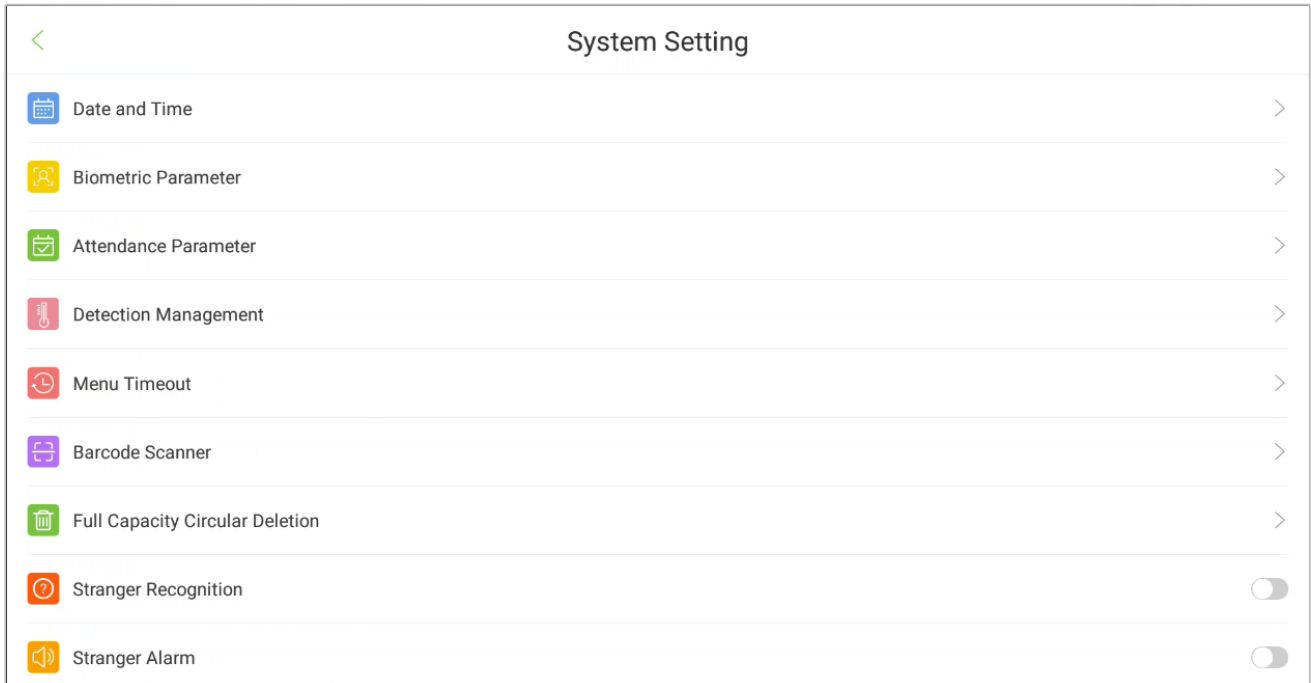 System Setting
Date and Time
Biometric Parameter
Attendance Parameter
Detection Management
Menu Timeout
Barcode Scanner
Full Capacity Circular Deletion
Stranger Recognition
Stranger Alarm